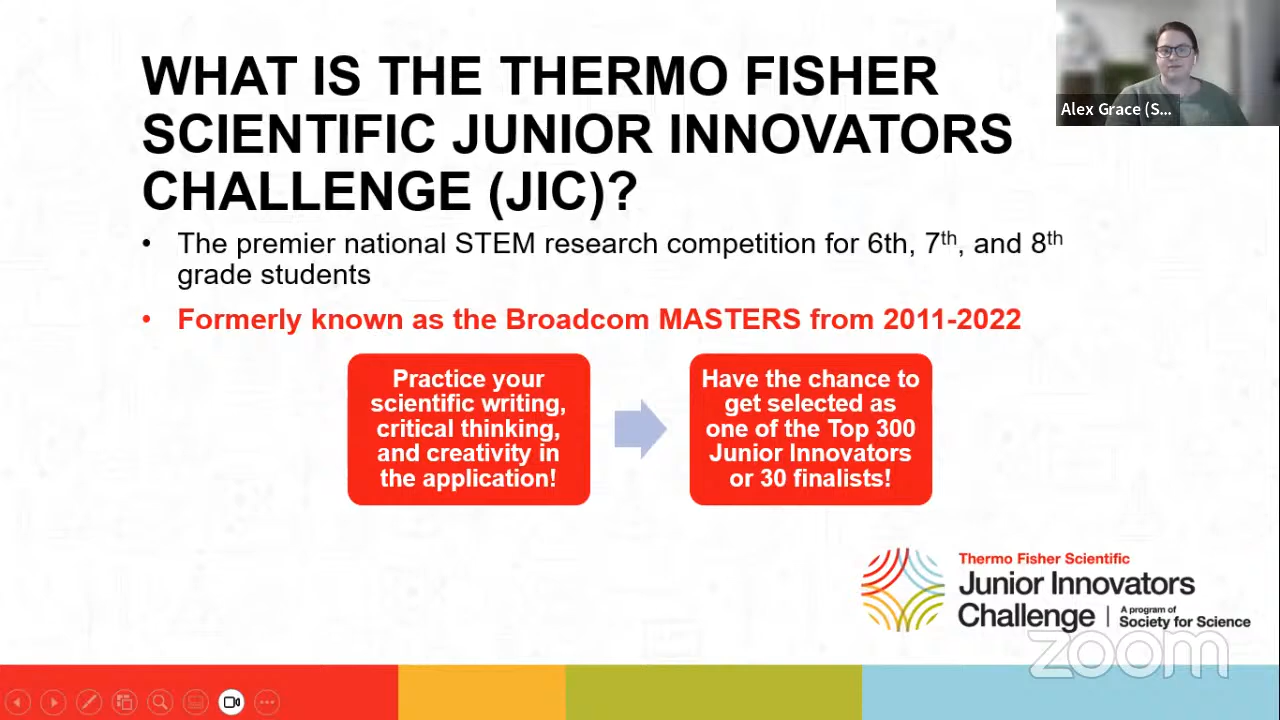 WHAT IS THE THERMO FISHER
SCIENTIFIC JUNIOR INNOVATORS
CHALLENGE (JIC)?
• The premier national STEM research competition for 6th, 7th, and 8th
grade students
• Formerly known as the Broadcom MASTERS from 2011-2022
Practice your
scientific writing,
critical thinking,
and creativity in
the application!
Have the chance to
get selected as
one of the Top 300
Junior Innovators
or 30 finalists!
Alex Grace (S...
Thermo Fisher Scientific
Junior Innovators
Challenge | A program of
Society for Science
zoom